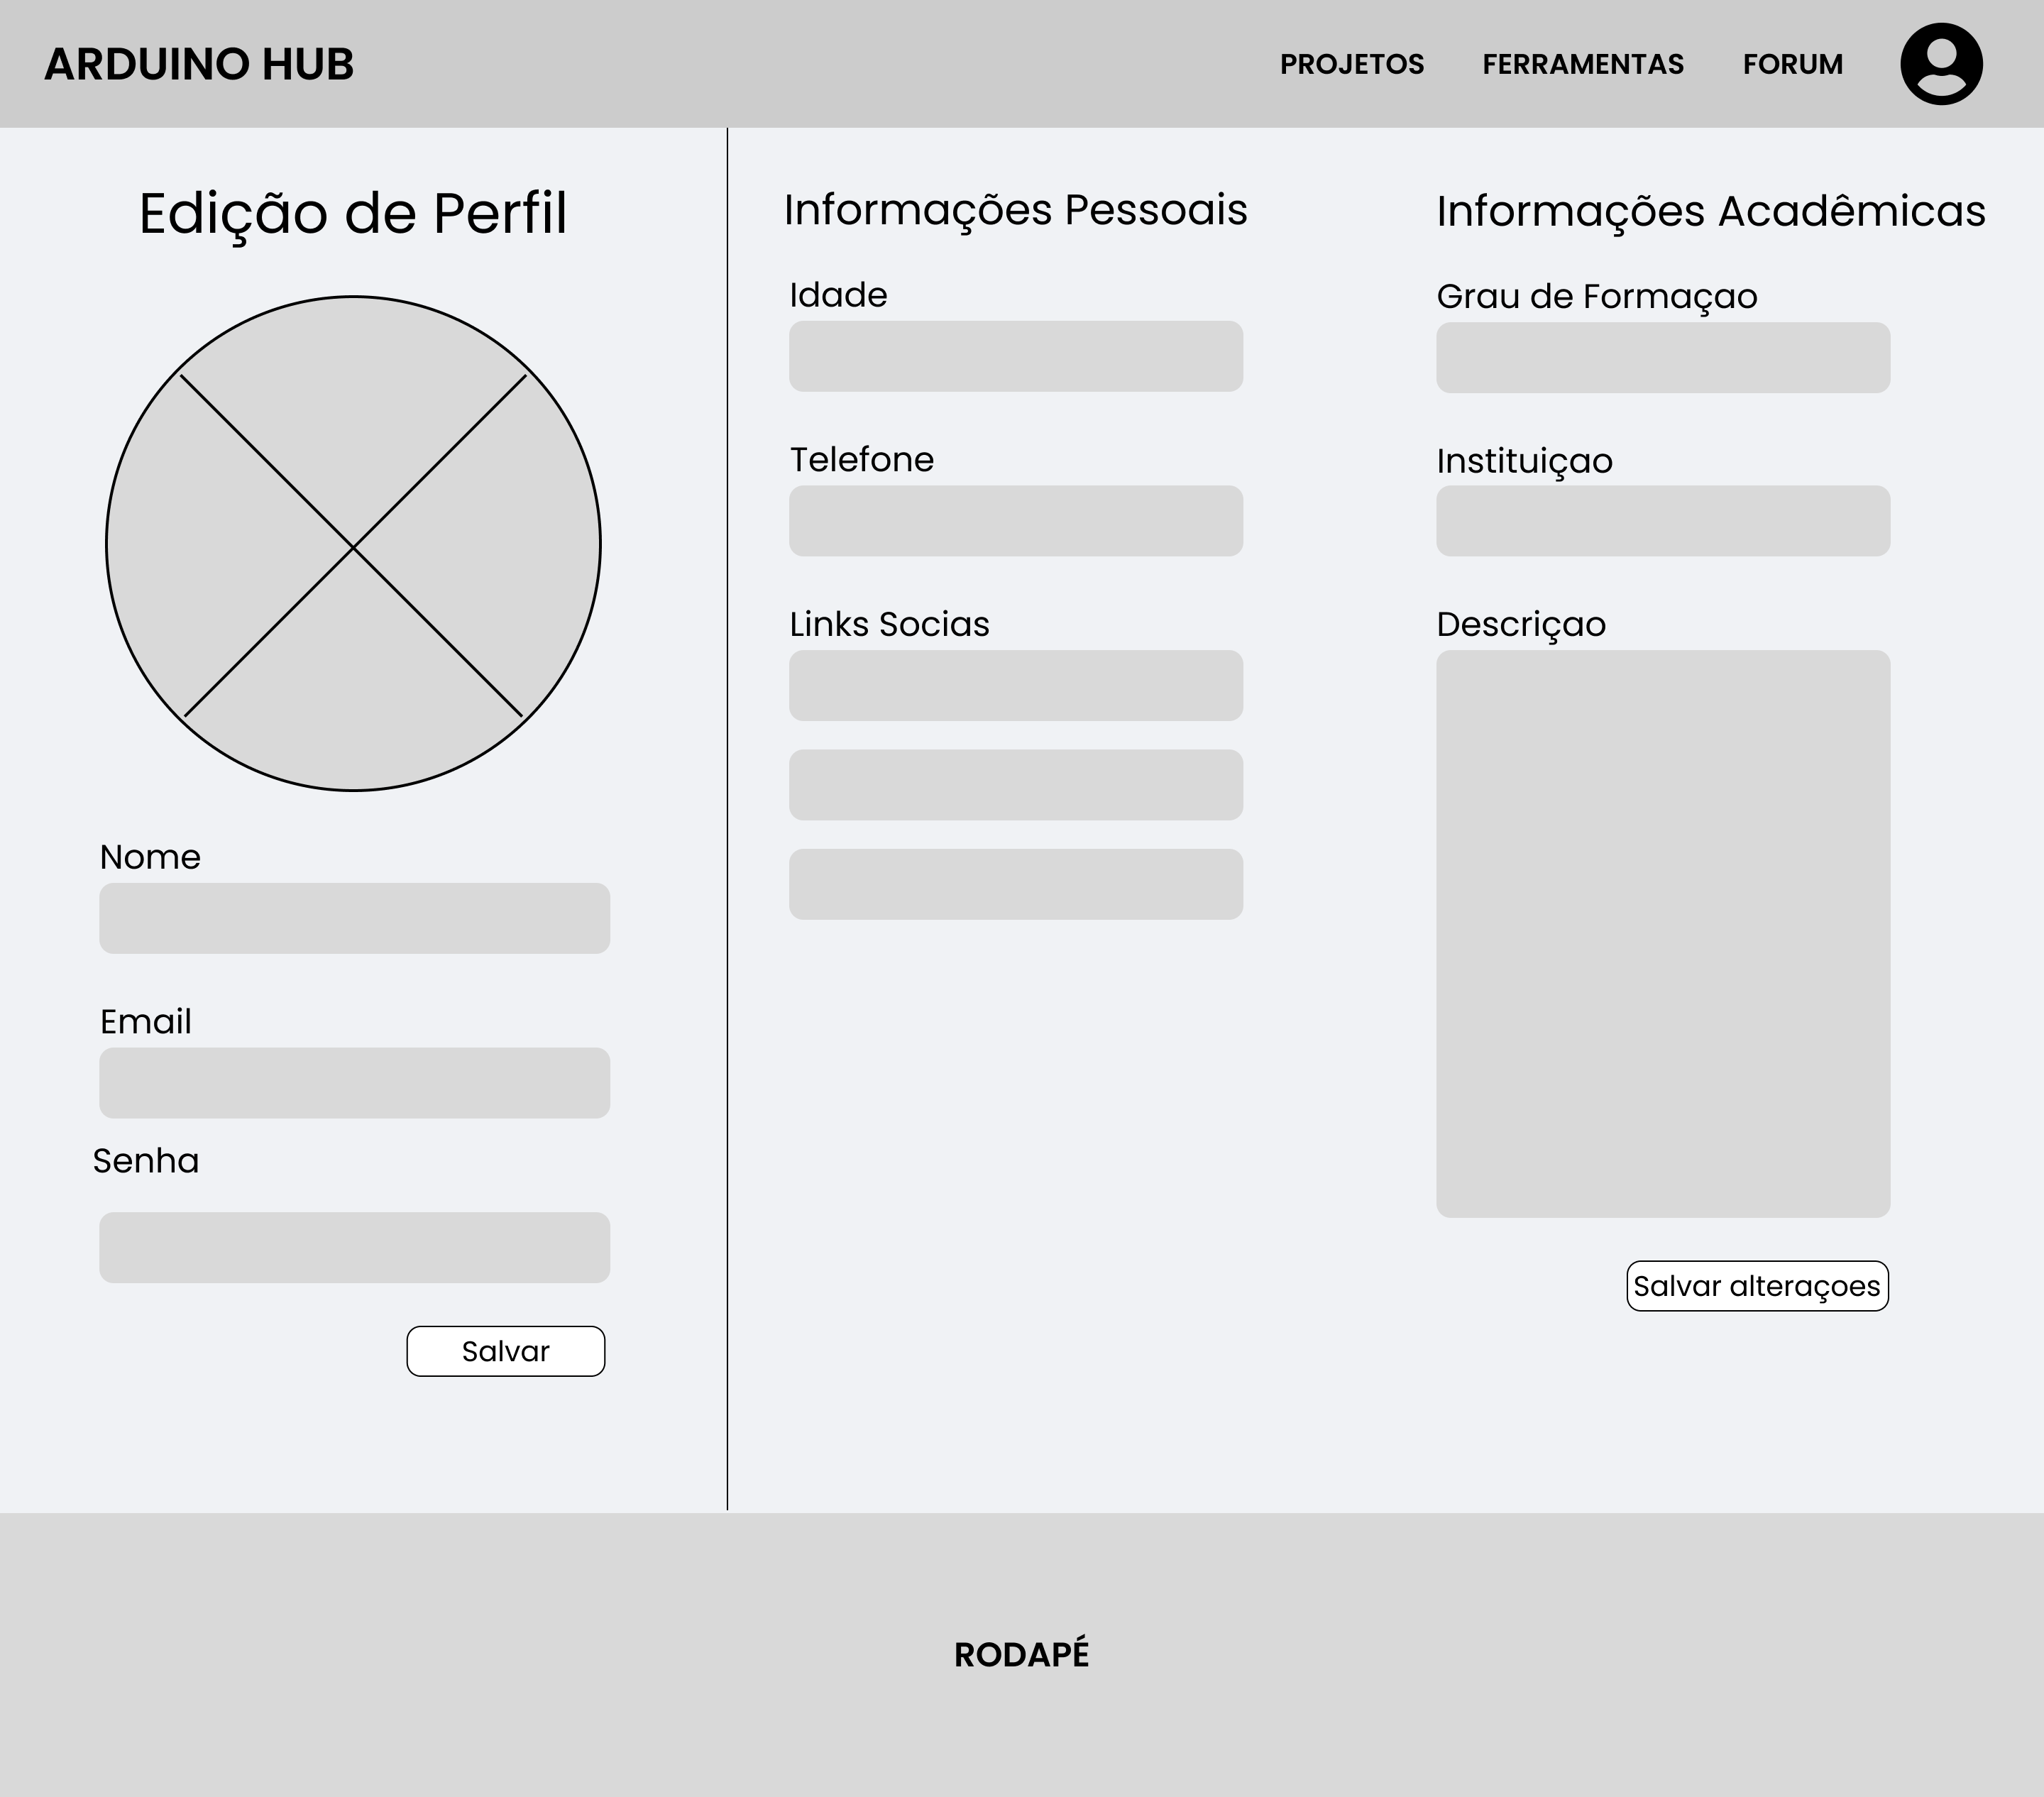 ARDUINO HUB
PROJETOS
FERRAMENTAS
FORUM
Edição de Perfil
Nome
Email
Senha
Salvar
Informações Pessoais
Idade
Telefone
Links Socias
Informações Acadêmicas
Grau de Formaçao
Instituiçao
Descriçao
Salvar alteraçoes
RODAPÉ